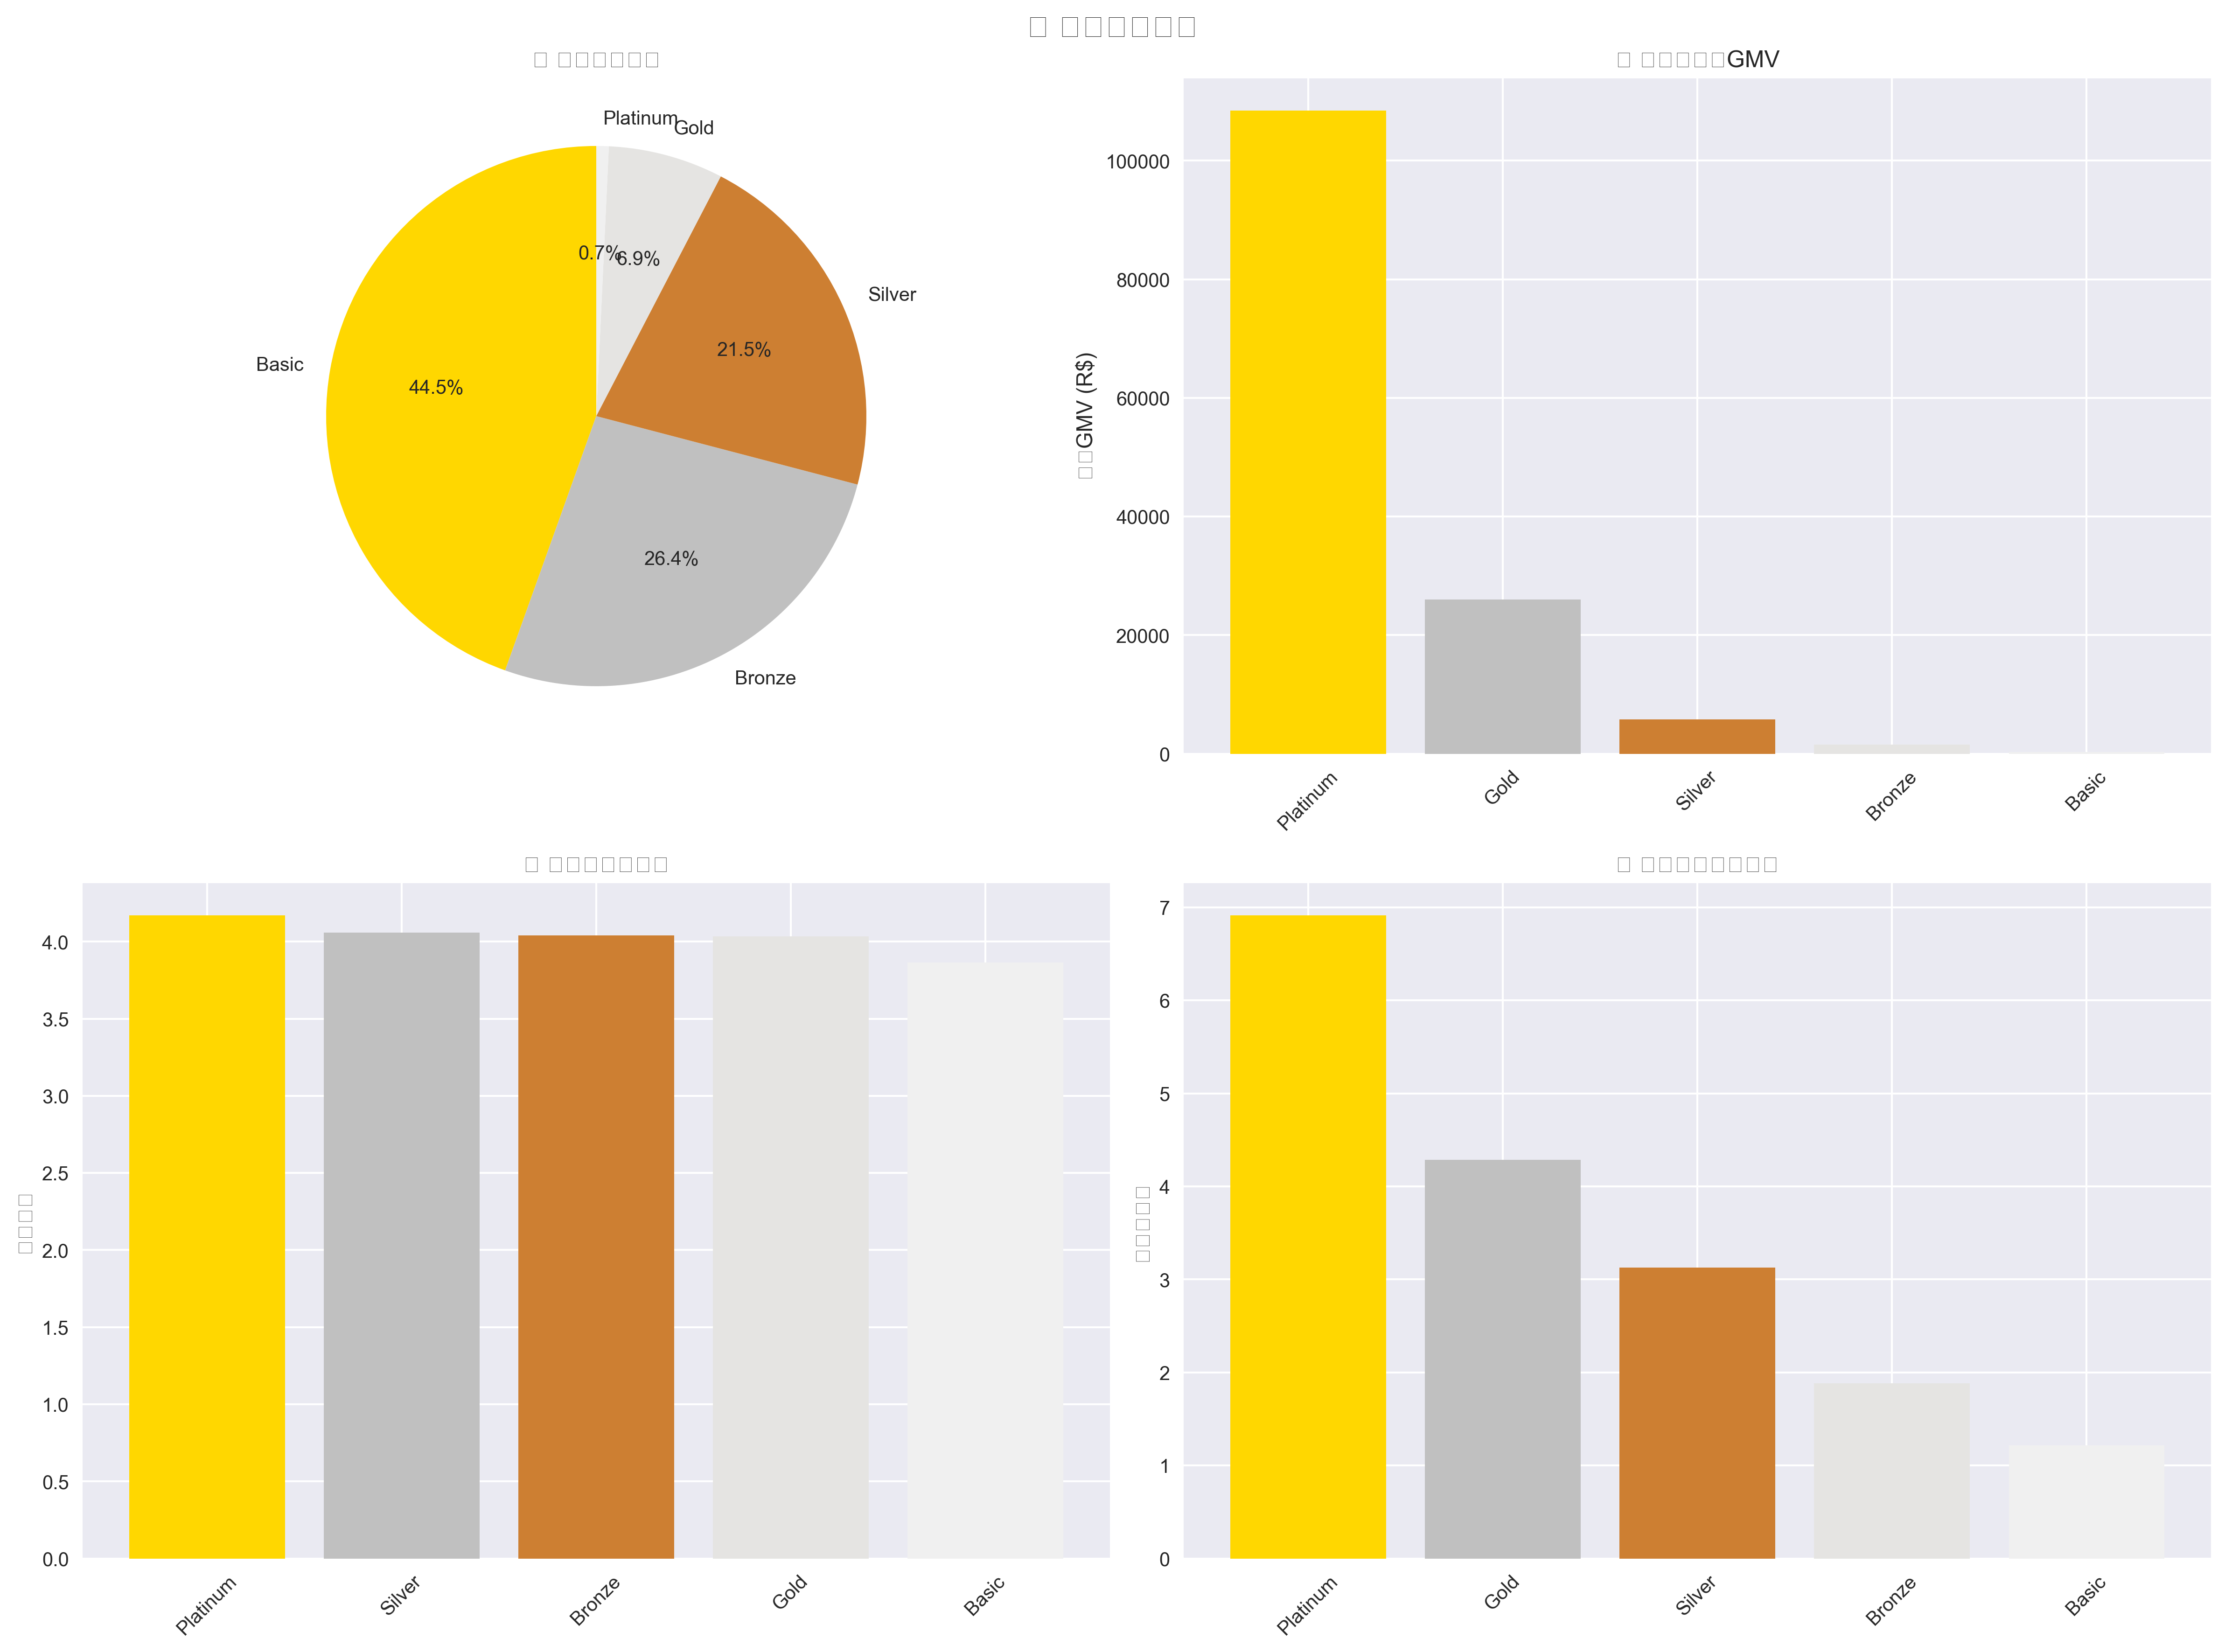 GMV
Platinum
Gold
Silver
Basic
Bronze
0.7%
6.9%
21.5%
44.5%
26.4%
GMV (R$)
100000
80000
60000
40000
20000
0
Platinum
Gold
Silver
Bronze
Basic
4.0
3.5
3.0
2.5
2.0
1.5
1.0
0.5
0.0
Platinum
Silver
Bronze
Gold
Basic
7
6
5
4
3
2
1
0
Platinum
Gold
Silver
Bronze
Basic